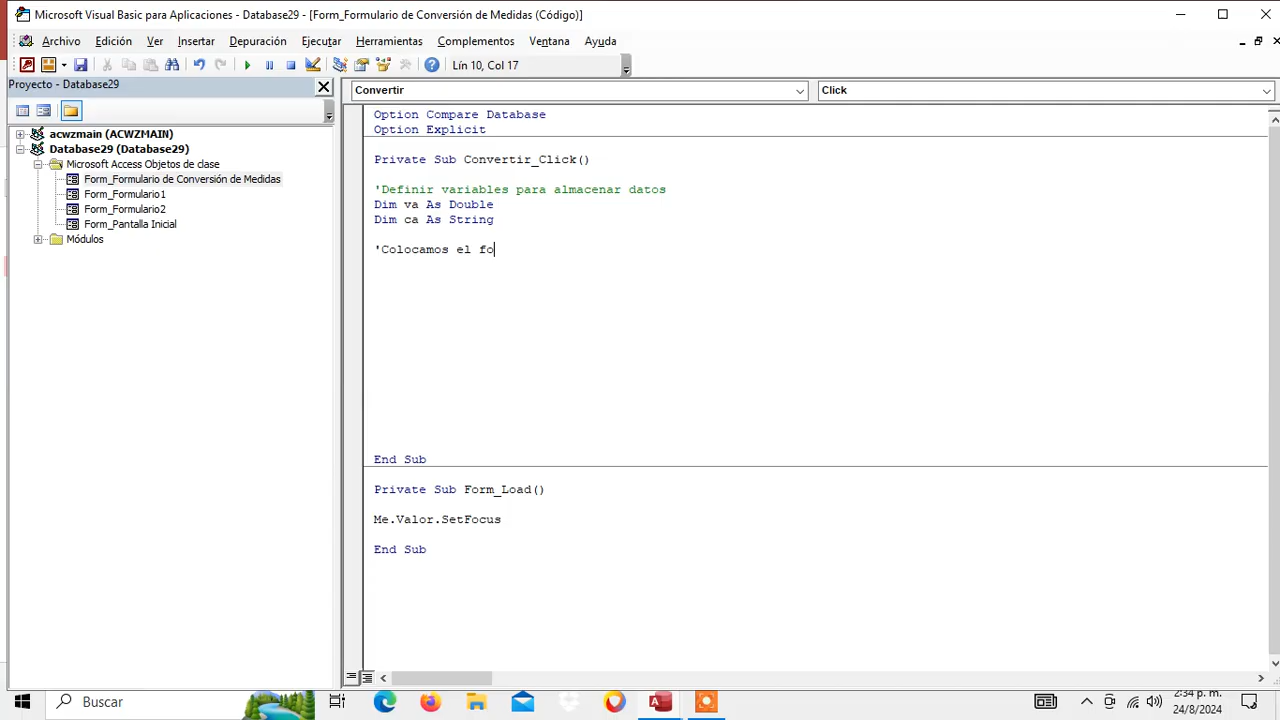 Microsoft Visual Basic para Aplicaciones - Database29 - [Form_Formulario de Conversión de Medidas (Código)]
Archivo Edición Ver Insertar Depuración Ejecutar Herramientas Complementos Ventana Ayuda
Lín 10, Col 17
Proyecto - Database29
Convertir
Click
acwzmain (ACWZMAIN)
Database29 (Database29)
Microsoft Access Objetos de clase
Form_Formulario de Conversión de Medidas
Form_Formulario1
Form_Formulario2
Form_Pantalla Inicial
Módulos
Option Compare Database
Option Explicit
Private Sub Convertir_Click()
'Definir variables para almacenar datos
Dim va As Double
Dim ca As String
'Colocamos el fo
End Sub
Private Sub Form_Load()
Me.Valor.SetFocus
End Sub
Buscar
2:34 p. m.
24/8/2024